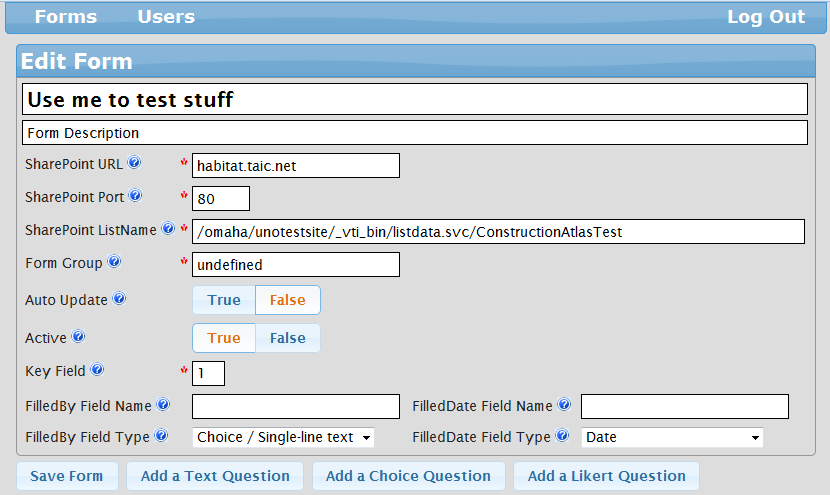 Forms Users Log Out
Edit Form
Use me to test stuff
Form Description
SharePoint URL ? * habitat.taic.net
SharePoint Port ? * 80
SharePoint ListName ? * /omaha/unotestsite/_vti_bin/listdata.svc/ConstructionAtlasTest
Form Group ? * undefined
Auto Update ? True False
Active ? True False
Key Field ? * 1
FilledBy Field Name ? FilledDate Field Name ?
FilledBy Field Type ? Choice / Single-line text FilledDate Field Type ? Date
Save Form Add a Text Question Add a Choice Question Add a Likert Question